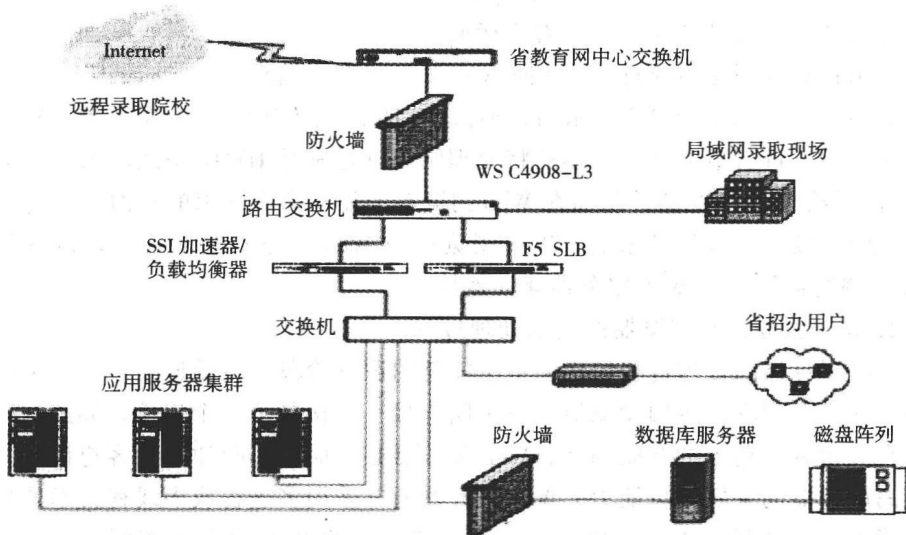 Internet
省教育网中心交换机
远程录取院校
防火墙
WS C4908-L3
局域网录取现场
路由交换机
SSI 加速器/
负载均衡器
F5 SLB
交换机
省招办用户
应用服务器集群
防火墙
数据库服务器
磁盘阵列